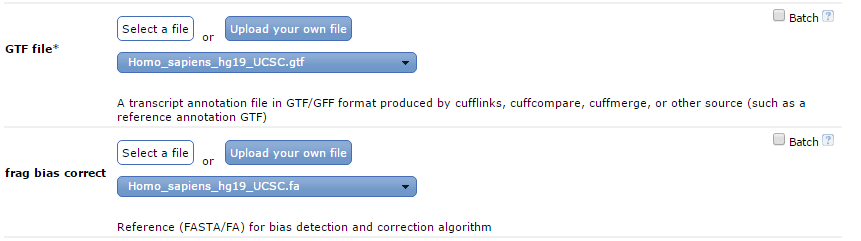 Batch ?
Select a file or Upload your own file
GTF file*
Homo_sapiens_hg19_UCSC.gtf
A transcript annotation file in GTF/GFF format produced by cufflinks, cuffcompare, cuffmerge, or other source (such as a
reference annotation GTF)
Batch ?
Select a file or Upload your own file
frag bias correct
Homo_sapiens_hg19_UCSC.fa
Reference (FASTA/FA) for bias detection and correction algorithm